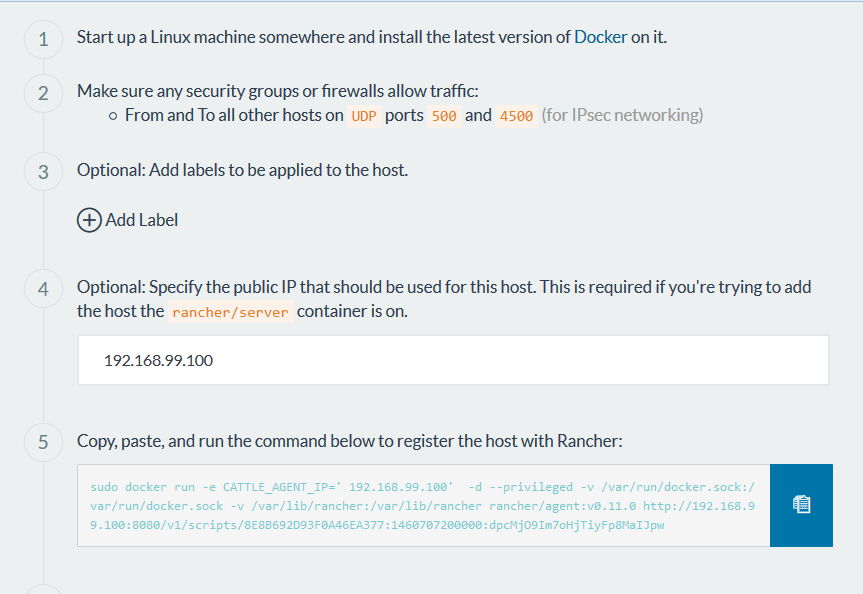 1
Start up a Linux machine somewhere and install the latest version of Docker on it.
2
Make sure any security groups or firewalls allow traffic:
From and To all other hosts on UDP ports 500 and 4500 (for IPsec networking)
3
Optional: Add labels to be applied to the host.
Add Label
4
Optional: Specify the public IP that should be used for this host. This is required if you're trying to add
the host the rancher/server container is on.
192.168.99.100
5
Copy, paste, and run the command below to register the host with Rancher:
sudo docker run -e CATTLE_AGENT_IP=' 192.168.99.100'  -d --privileged -v /var/run/docker.sock:/
var/run/docker.sock -v /var/lib/rancher:/var/lib/rancher rancher/agent:v0.11.0 http://192.168.9
9.100:8080/v1/scripts/8E8B692D93F0A46EA377:1460707200000:dpcMjO9Im7oHjTiyFp8MaIJpw